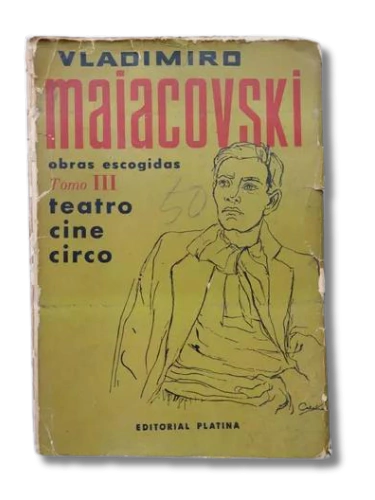 VLADIMIRO
maiacovski
obras escogidas
Tomo III
teatro
cine
circo
50
EDITORIAL PLATINA